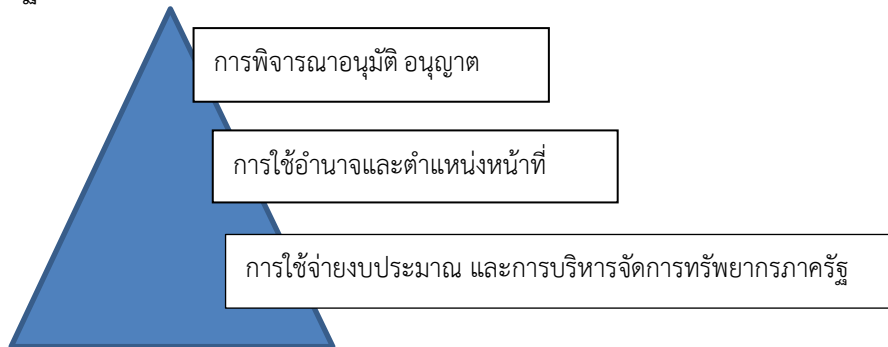 การพิจารณาอนุมัติ อนุญาต
การใช้อำนาจและตำแหน่งหน้าที่
การใช้จ่ายงบประมาณ และการบริหารจัดการทรัพยากรภาครัฐ